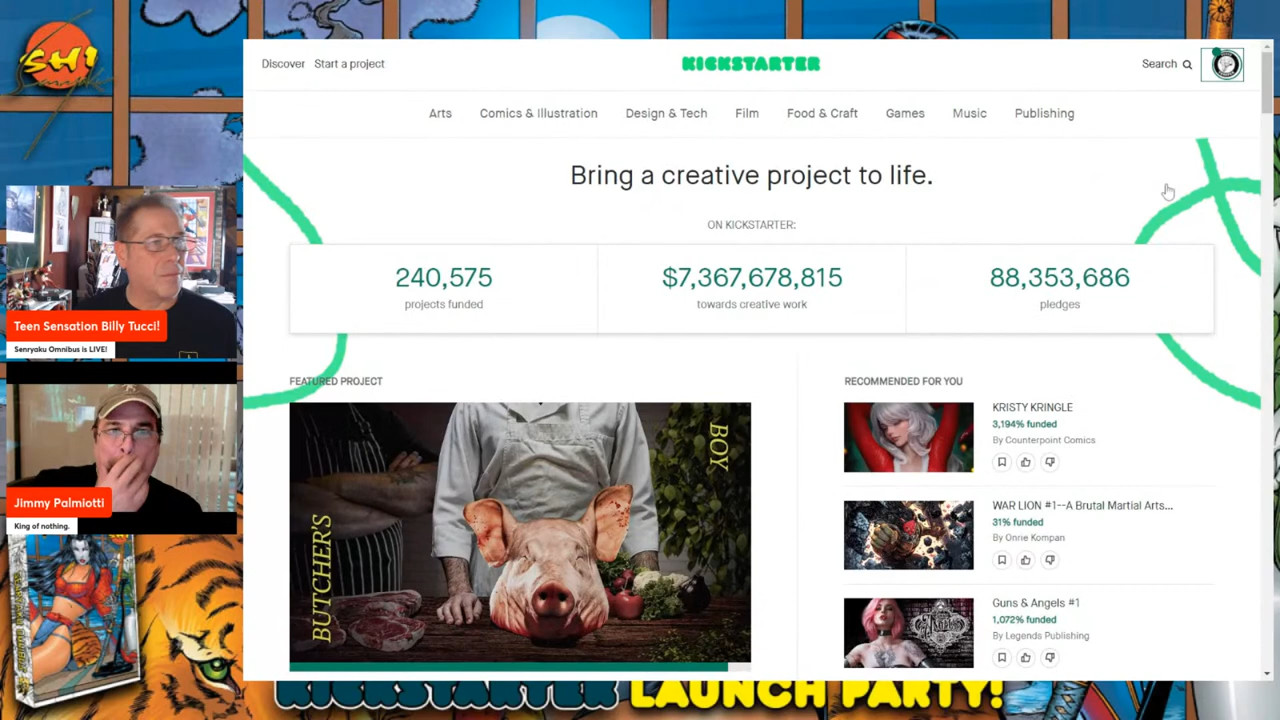 SHI
Discover Start a project
KICKSTARTER
Search
Arts Comics & Illustration Design & Tech Film Food & Craft Games Music Publishing
Bring a creative project to life.
ON KICKSTARTER:
240,575
projects funded
$7,367,678,815
towards creative work
88,353,686
pledges
Teen Sensation Billy Tucci!
Senryaku Omnibus is LIVE!
Jimmy Palmiotti
King of nothing.
FEATURED PROJECT
BUTCHER'S
BOY
RECOMMENDED FOR YOU
KRISTY KRINGLE
3,194% funded
By Counterpoint Comics
WAR LION #1--A Brutal Martial Arts...
31% funded
By Onrie Kompan
Guns & Angels #1
1,072% funded
By Legends Publishing
KICKSTARTER LAUNCH PARTY!